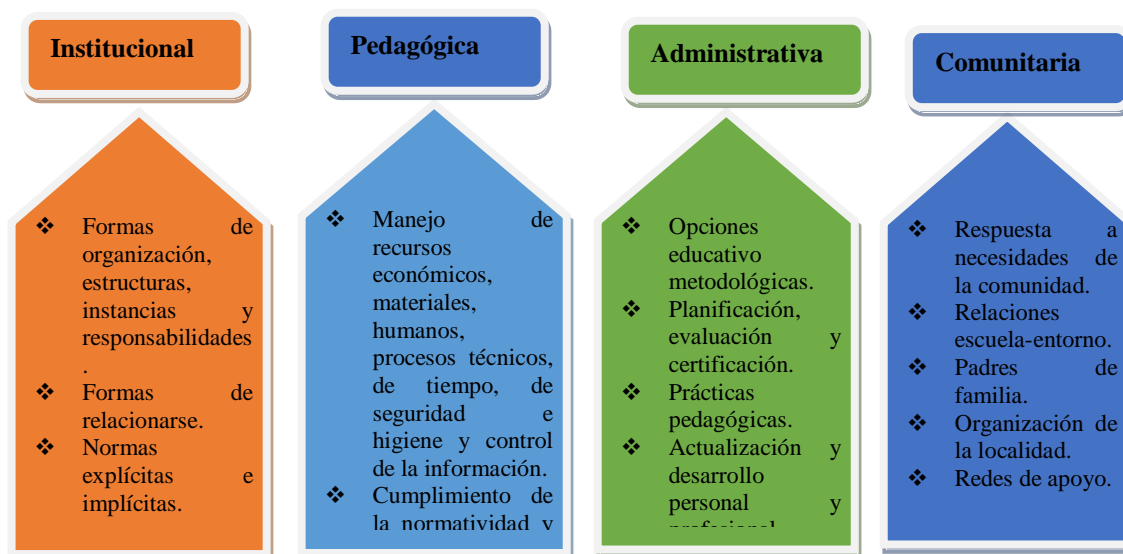 Institucional
Formas de
organización,
estructuras,
instancias y
responsabilidades
.
Formas de
relacionarse.
Normas
explícitas e
implícitas.
Pedagógica
Manejo de
recursos
económicos,
materiales,
humanos,
procesos técnicos,
de tiempo, de
seguridad e
higiene y control
de la información.
Cumplimiento de
la normatividad y
Administrativa
Opciones
educativo
metodológicas.
Planificación,
evaluación y
certificación.
Prácticas
pedagógicas.
Actualización y
desarrollo
personal y
profesional
Comunitaria
Respuesta a
necesidades de
la comunidad.
Relaciones
escuela-entorno.
Padres de
familia.
Organización de
la localidad.
Redes de apoyo.